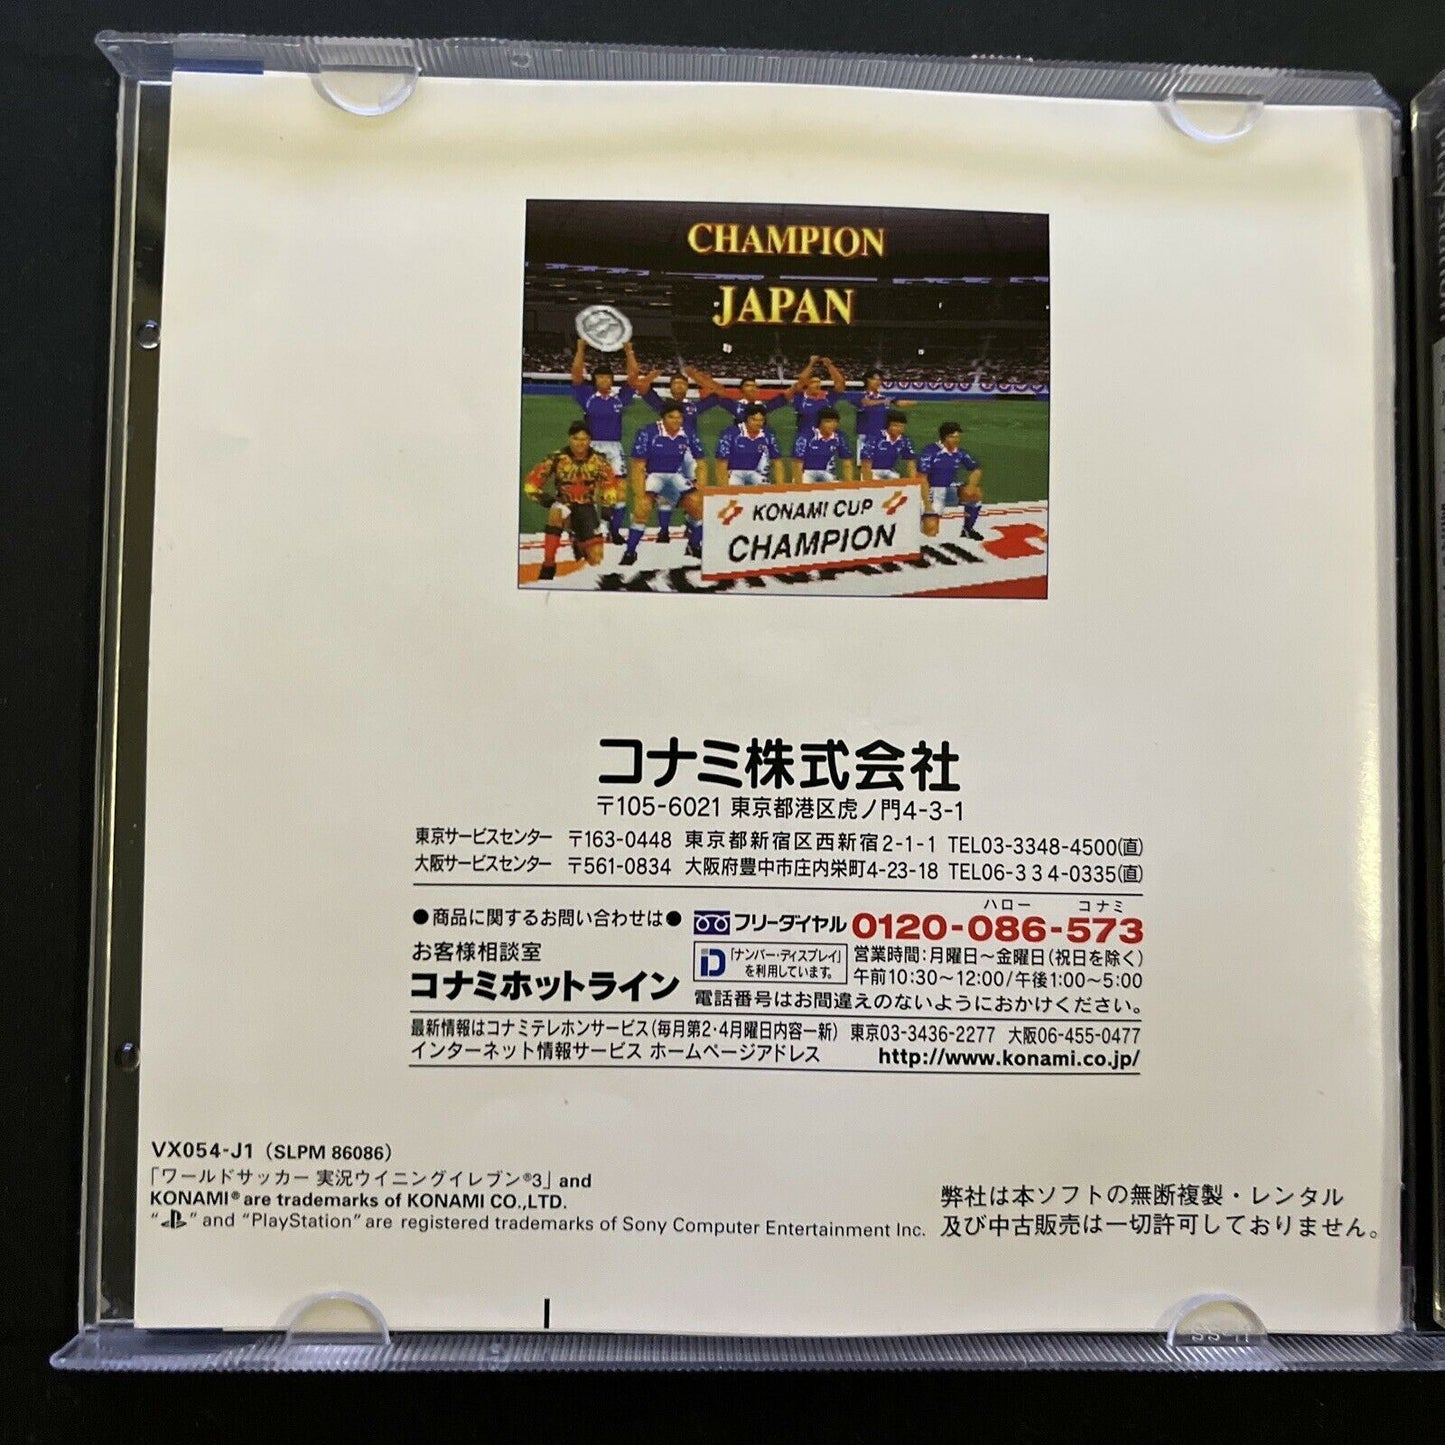 CHAMPION
JAPAN
KONAMI CUP
CHAMPION
KONAMI
コナミ株式会社
〒105-6021 東京都港区虎ノ門4-3-1
東京サービスセンター 〒163-0448 東京都新宿区西新宿2-1-1 TEL03-3348-4500(直)
大阪サービスセンター 〒561-0834 大阪府豊中市庄内栄町4-23-18 TEL06-334-0335(直)
●商品に関するお問い合わせは●
お客様相談室
コナミホットライン
ハロー コナミ
フリーダイヤル 0120-086-573
「ナンバー・ディスプレイ」
を利用しています。
営業時間:月曜日〜金曜日(祝日を除く)
午前10:30〜12:00/午後1:00〜5:00
電話番号はお間違えのないようにおかけください。
最新情報はコナミテレホンサービス(毎月第2・4月曜日内容一新) 東京03-3436-2277 大阪06-455-0477
インターネット情報サービス ホームページアドレス http://www.konami.co.jp/
VX054-J1 (SLPM 86086)
「ワールドサッカー 実況ウイニングイレブン®3」 and
KONAMI® are trademarks of KONAMI CO.,LTD.
" " and "PlayStation" are registered trademarks of Sony Computer Entertainment Inc.
弊社は本ソフトの無断複製・レンタル
及び中古販売は一切許可しておりません。